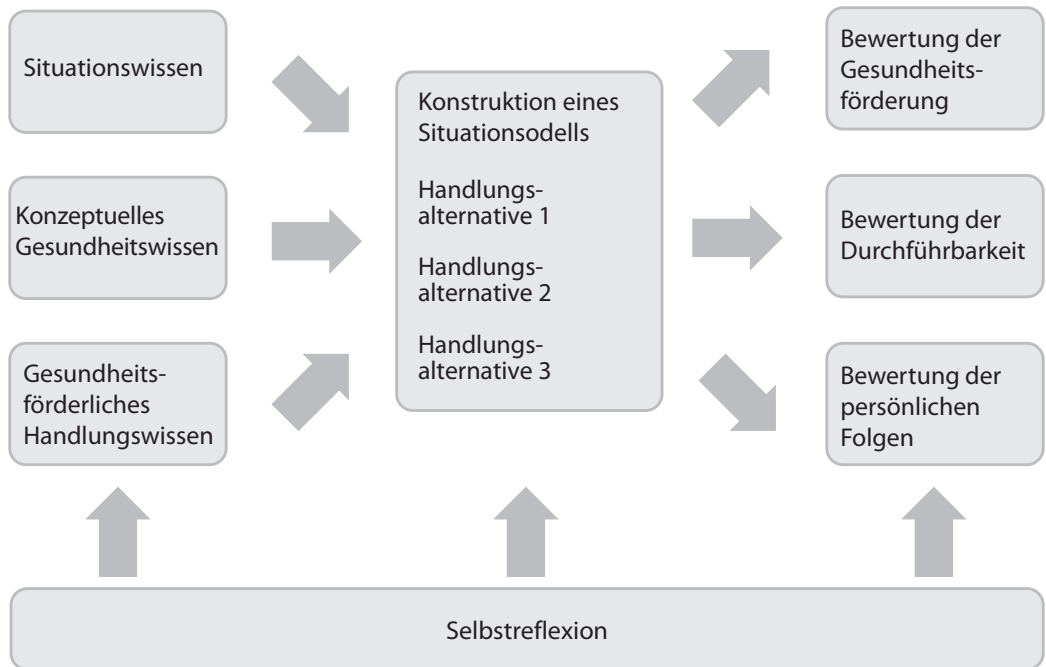 Situationswissen
Konzeptuelles
Gesundheitswissen
Gesundheits-
förderliches
Handlungswissen
Konstruktion eines
Situationsodells
Handlungs-
alternative 1
Handlungs-
alternative 2
Handlungs-
alternative 3
Bewertung der
Gesundheits-
förderung
Bewertung der
Durchführbarkeit
Bewertung der
persönlichen
Folgen
Selbstreflexion